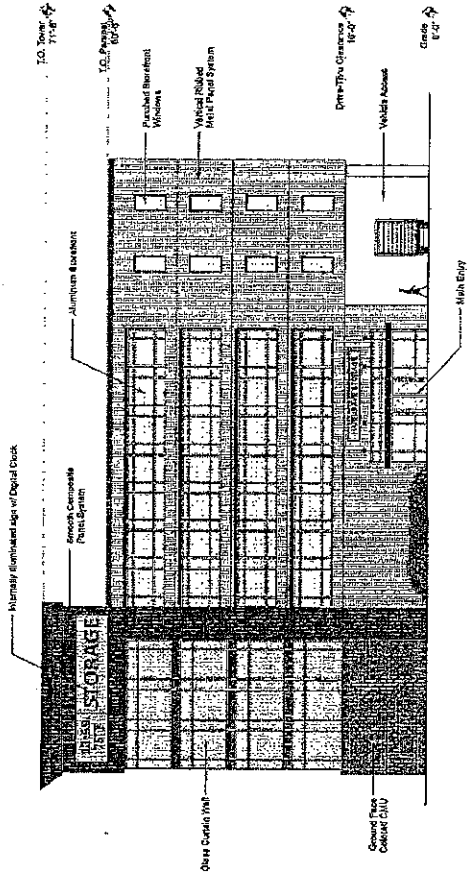 Internally illuminated sign w/ Digital Clock
T.O. Tower
71'-6"
Smooth Composite
Panel System
T.O. Parapet
60'-0"
Aluminum Storefront
Punched Storefront
Windows
Vertical Ribbed
Metal Panel System
STORAGE
Glass Curtain Wall
Drive-Thru Clearance
16'-0"
Vehicle Access
Ground Face
Colored CMU
Main Entry
Grade
0'-0"